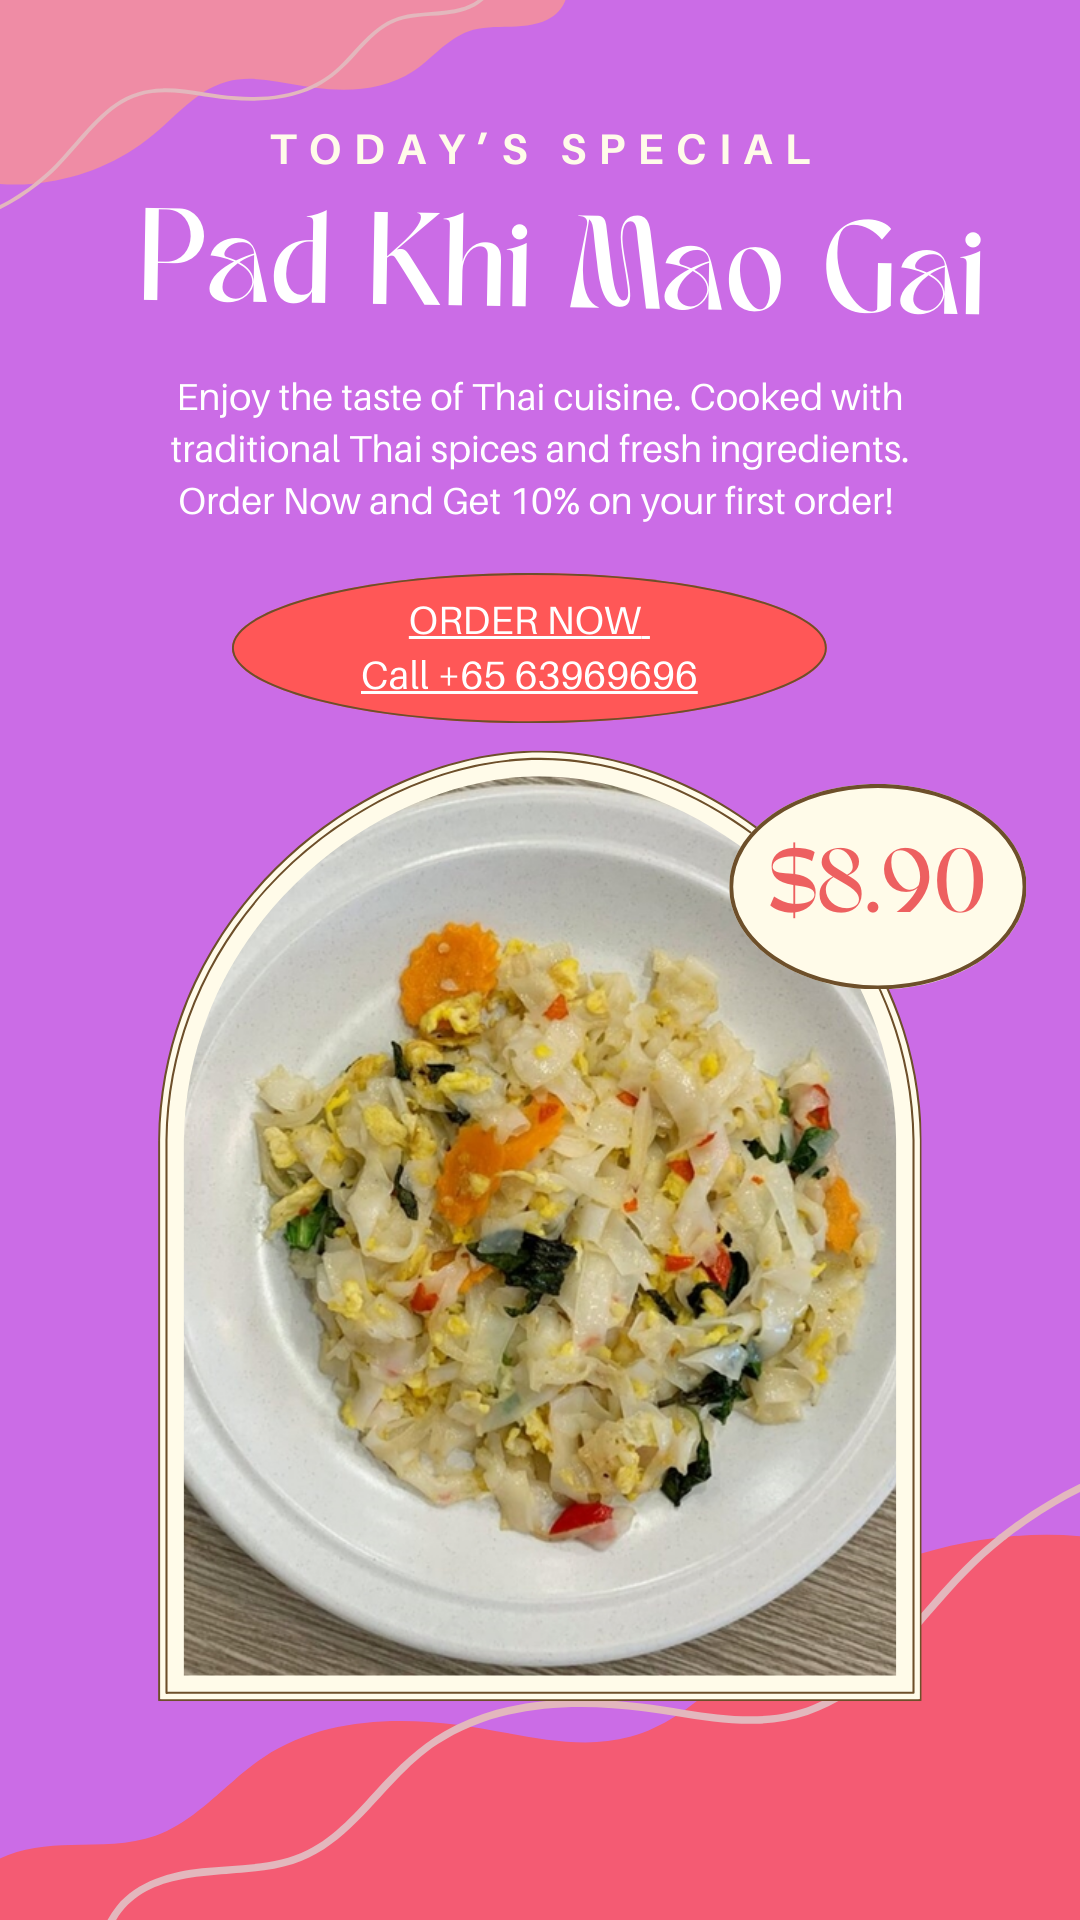 TODAY’S SPECIAL
Pad Khi Mao Gai
Enjoy the taste of Thai cuisine. Cooked with
traditional Thai spices and fresh ingredients.
Order Now and Get 10% on your first order!
ORDER NOW
Call +65 63969696
$8.90